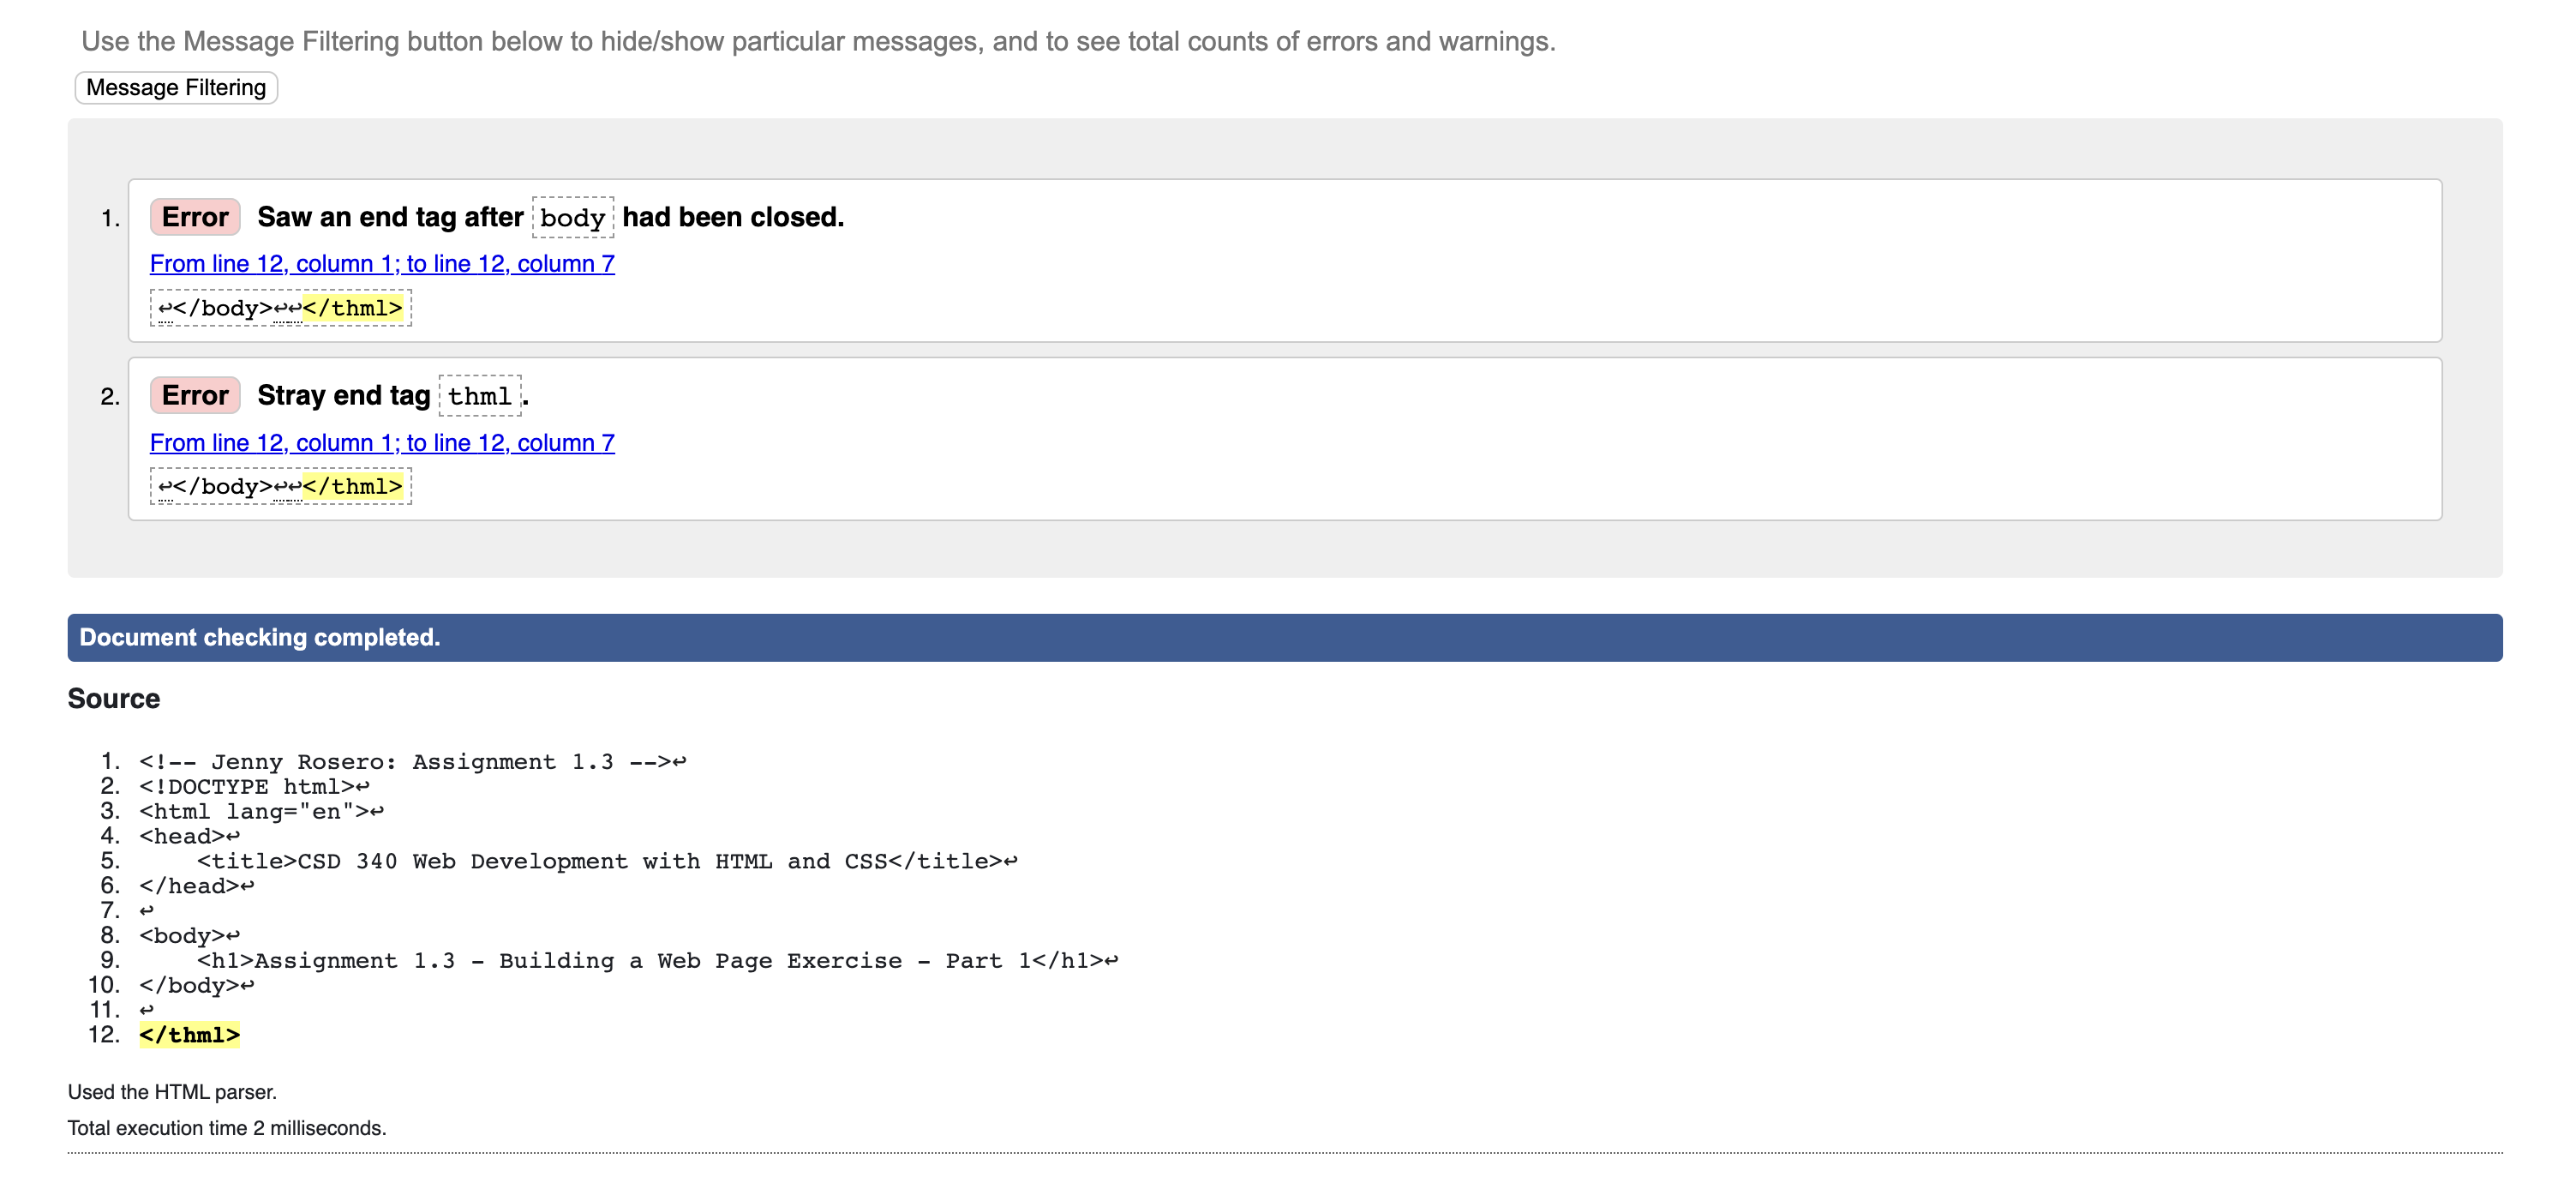 Use the Message Filtering button below to hide/show particular messages, and to see total counts of errors and warnings.
Message Filtering
1. Error Saw an end tag after body had been closed.
From line 12, column 1; to line 12, column 7
↩</body>↩↩</thml>
2. Error Stray end tag thml.
From line 12, column 1; to line 12, column 7
↩</body>↩↩</thml>
Document checking completed.
Source
1. <!-- Jenny Rosero: Assignment 1.3 -->↩
2. <!DOCTYPE html>↩
3. <html lang="en">↩
4. <head>↩
5.     <title>CSD 340 Web Development with HTML and CSS</title>↩
6. </head>↩
7. ↩
8. <body>↩
9.     <h1>Assignment 1.3 - Building a Web Page Exercise - Part 1</h1>↩
10. </body>↩
11. ↩
12. </thml>
Used the HTML parser.
Total execution time 2 milliseconds.